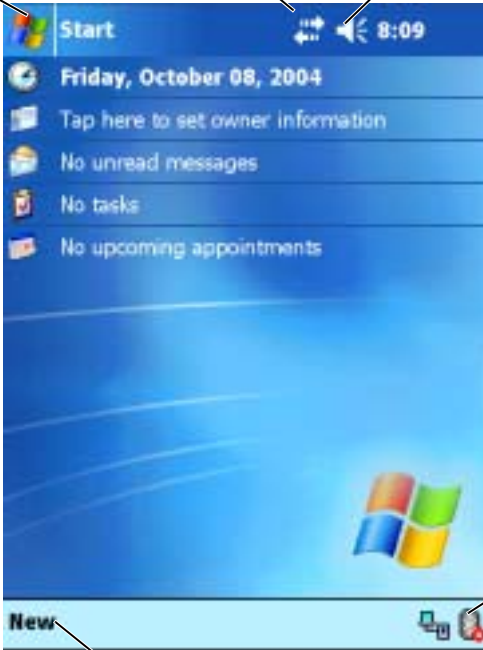 Start 8:09
Friday, October 08, 2004
Tap here to set owner information
No unread messages
No tasks
No upcoming appointments
New